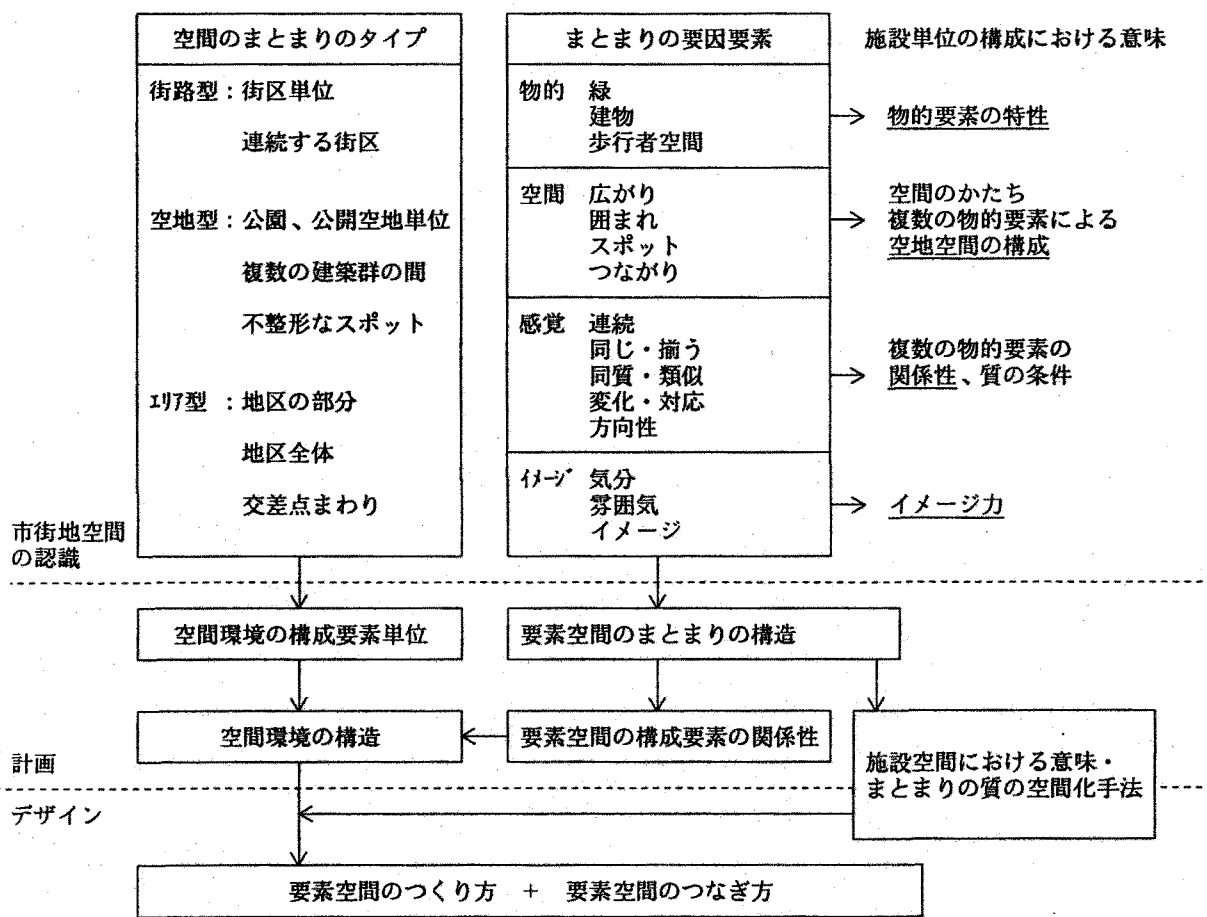 空間のまとまりのタイプ
街路型：街区単位
連続する街区
空地型：公園、公開空地単位
複数の建築群の間
不整形なスポット
ｴﾘｱ型：地区の部分
地区全体
交差点まわり
まとまりの要因要素
物的 緑
建物
歩行者空間
空間 広がり
囲まれ
スポット
つながり
感覚 連続
同じ・揃う
同質・類似
変化・対応
方向性
ｲﾒｰｼﾞ 気分
雰囲気
イメージ
施設単位の構成における意味
物的要素の特性
空間のかたち
複数の物的要素による
空地空間の構成
複数の物的要素の
関係性、質の条件
イメージ力
市街地空間
の認識
空間環境の構成要素単位
要素空間のまとまりの構造
空間環境の構造
要素空間の構成要素の関係性
施設空間における意味・
まとまりの質の空間化手法
計画
デザイン
要素空間のつくり方 ＋ 要素空間のつなぎ方